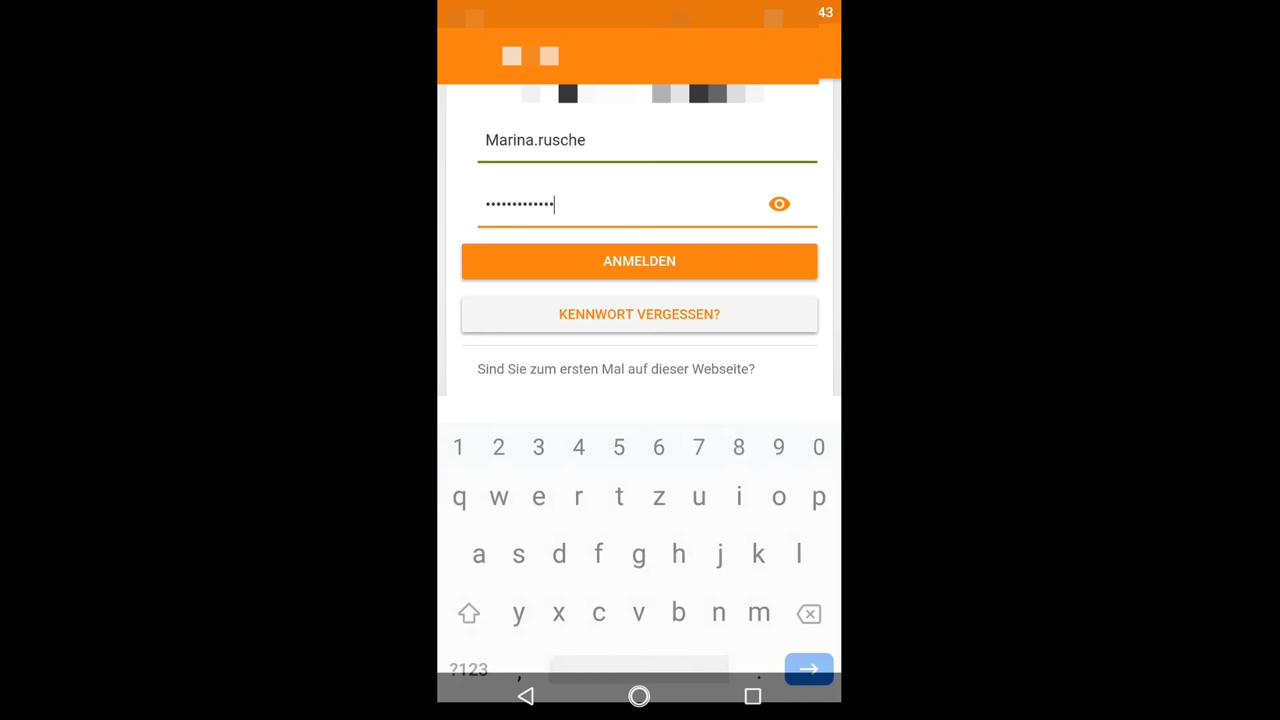 43
Marina.rusche
•••••••••••••
ANMELDEN
KENNWORT VERGESSEN?
Sind Sie zum ersten Mal auf dieser Webseite?
1 2 3 4 5 6 7 8 9 0
q w e r t z u i o p
a s d f g h j k l
y x c v b n m
?123 , .